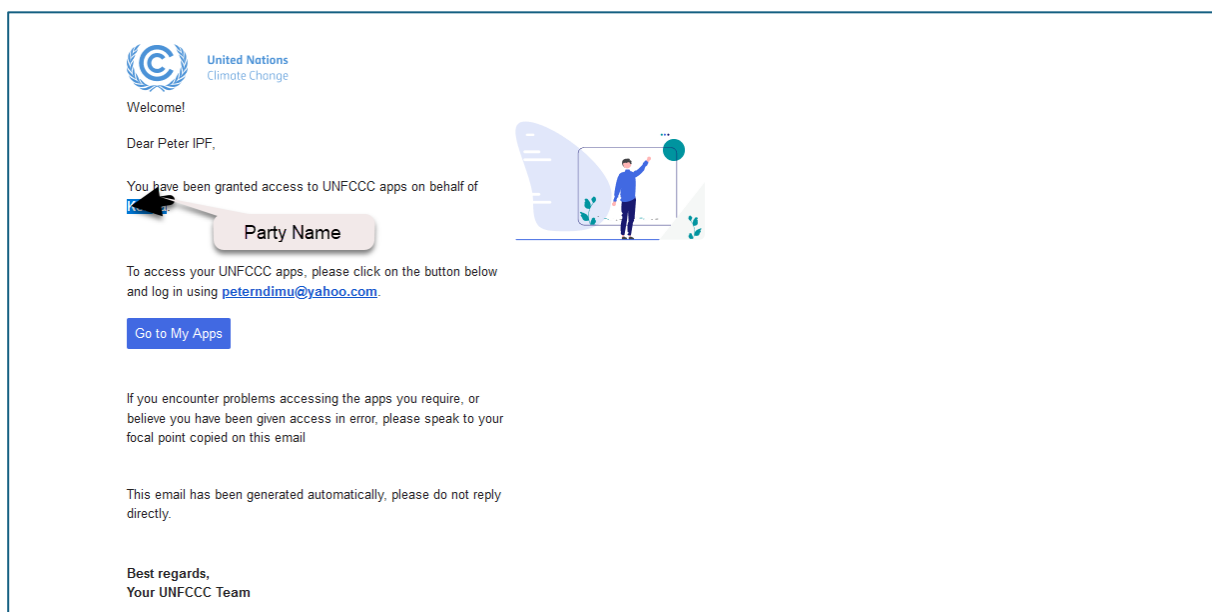 United Nations
Climate Change
Welcome!
Dear Peter IPF,
You have been granted access to UNFCCC apps on behalf of
Party Name
To access your UNFCCC apps, please click on the button below
and log in using peterndimu@yahoo.com.
Go to My Apps
If you encounter problems accessing the apps you require, or
believe you have been given access in error, please speak to your
focal point copied on this email
This email has been generated automatically, please do not reply
directly.
Best regards,
Your UNFCCC Team